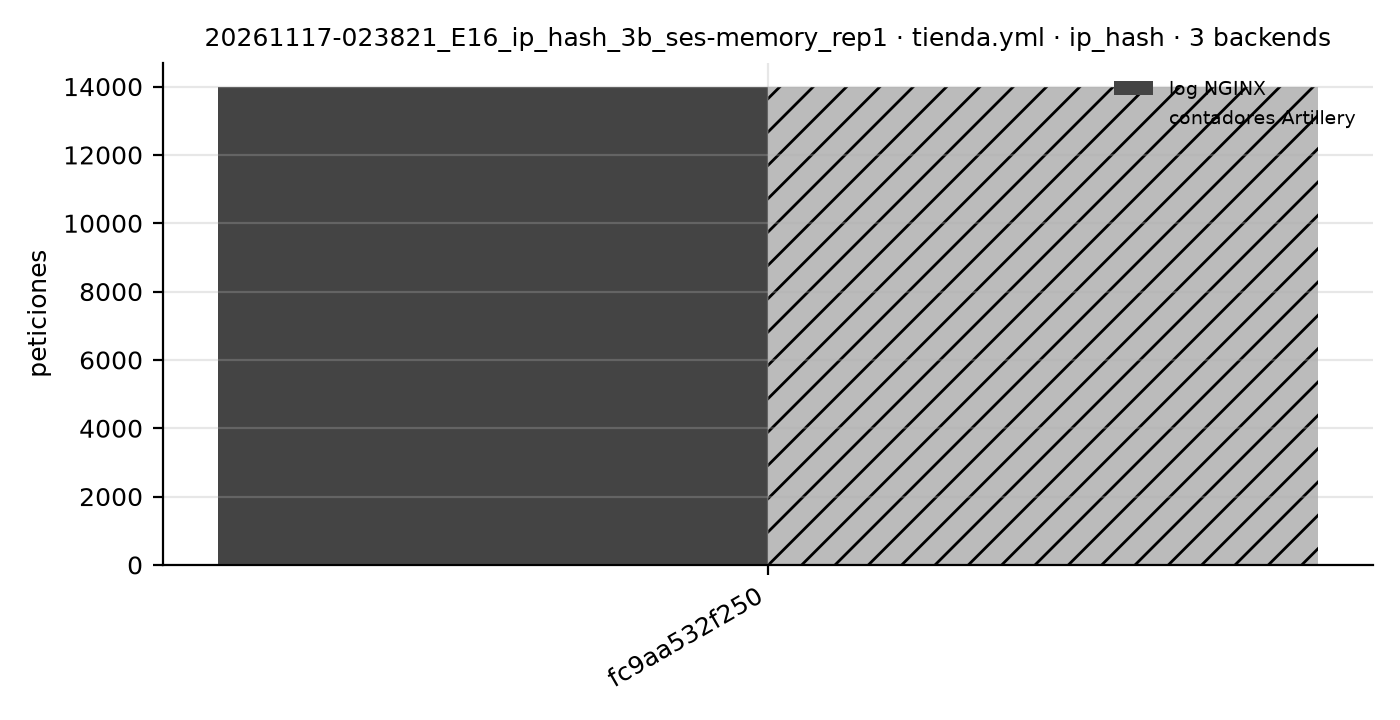 20261117-023821_E16_ip_hash_3b_ses-memory_rep1 · tienda.yml · ip_hash · 3 backends
log NGINX
contadores Artillery
14000
12000
10000
8000
6000
4000
2000
0
peticiones
fc9aa532f250